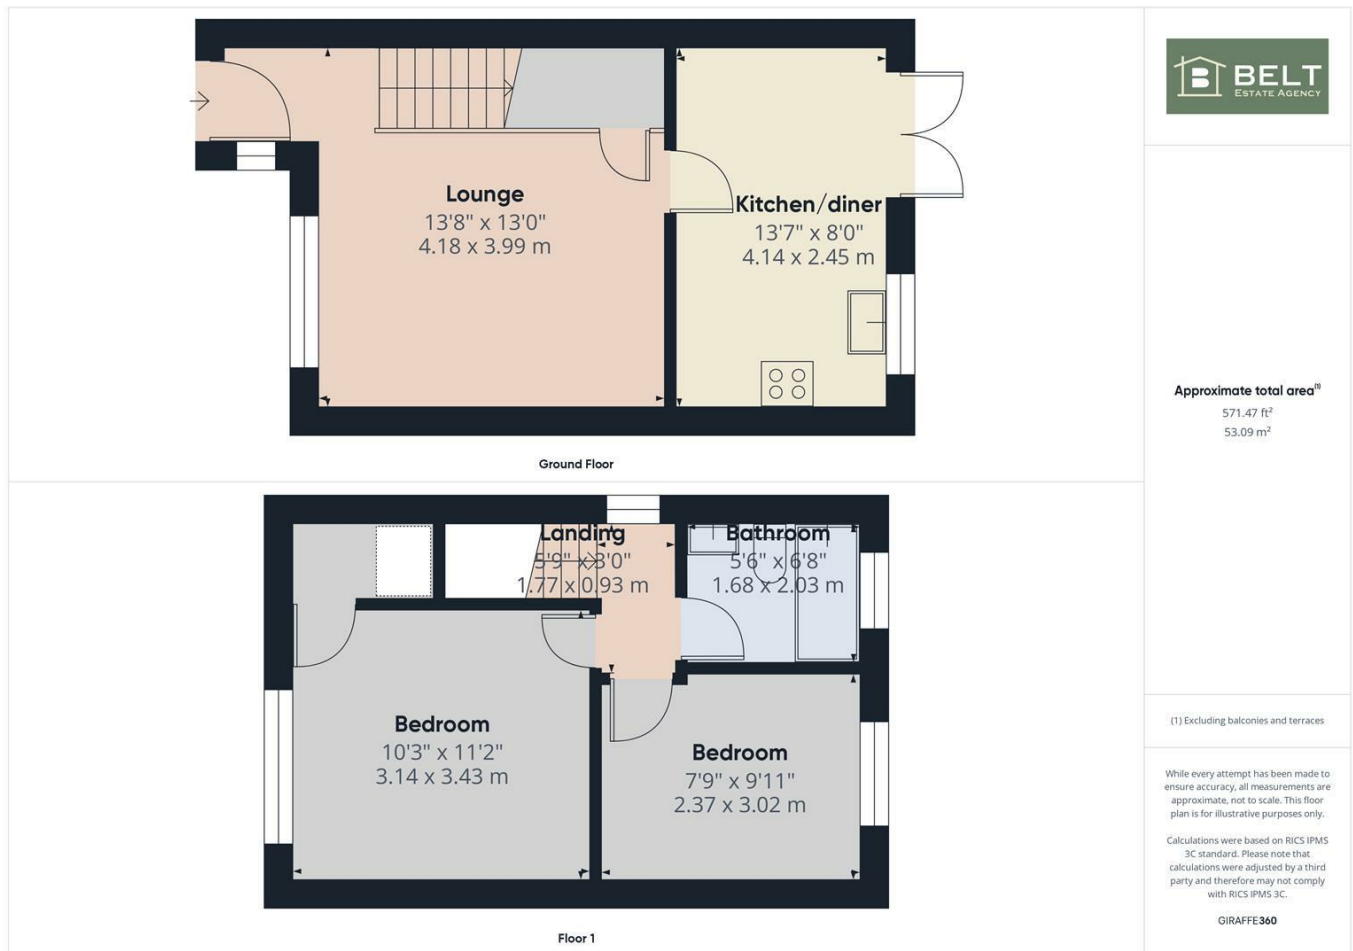 Lounge
13'8" x 13'0"
4.18 x 3.99 m
Kitchen/diner
13'7" x 8'0"
4.14 x 2.45 m
Ground Floor
Landing
5'9" x 3'0"
1.77 x 0.93 m
Bathroom
5'6" x 6'8"
1.68 x 2.03 m
Bedroom
10'3" x 11'2"
3.14 x 3.43 m
Bedroom
7'9" x 9'11"
2.37 x 3.02 m
Floor 1
B BELT
ESTATE AGENCY
Approximate total area(1)
571.47 ft²
53.09 m²
(1) Excluding balconies and terraces
While every attempt has been made to
ensure accuracy, all measurements are
approximate, not to scale. This floor
plan is for illustrative purposes only.
Calculations were based on RICS IPMS
3C standard. Please note that
calculations were adjusted by a third
party and therefore may not comply
with RICS IPMS 3C.
GIRAFFE360